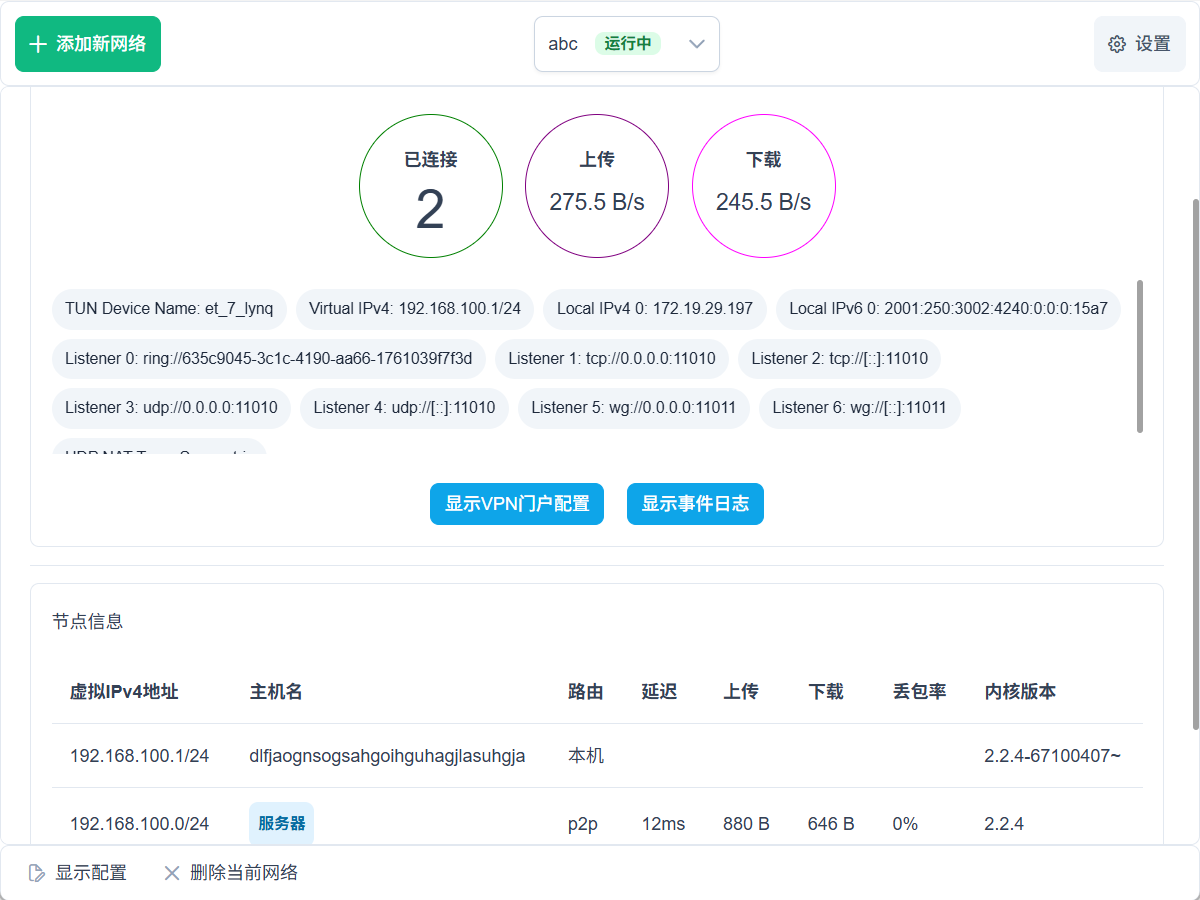 添加新网络
abc 运行中
设置
已连接 上传 下载
2 275.5 B/s 245.5 B/s
TUN Device Name: et_7_lynq Virtual IPv4: 192.168.100.1/24 Local IPv4 0: 172.19.29.197 Local IPv6 0: 2001:250:3002:4240:0:0:0:15a7
Listener 0: ring://635c9045-3c1c-4190-aa66-1761039f7f3d Listener 1: tcp://0.0.0.0:11010 Listener 2: tcp://[::]:11010
Listener 3: udp://0.0.0.0:11010 Listener 4: udp://[::]:11010 Listener 5: wg://0.0.0.0:11011 Listener 6: wg://[::]:11011
显示VPN门户配置 显示事件日志
节点信息
虚拟IPv4地址 主机名 路由 延迟 上传 下载 丢包率 内核版本
192.168.100.1/24 dlfjaognsogsahgoihguhagjlasuhgja 本机 2.2.4-67100407~
192.168.100.0/24 服务器 p2p 12ms 880 B 646 B 0% 2.2.4
显示配置 删除当前网络